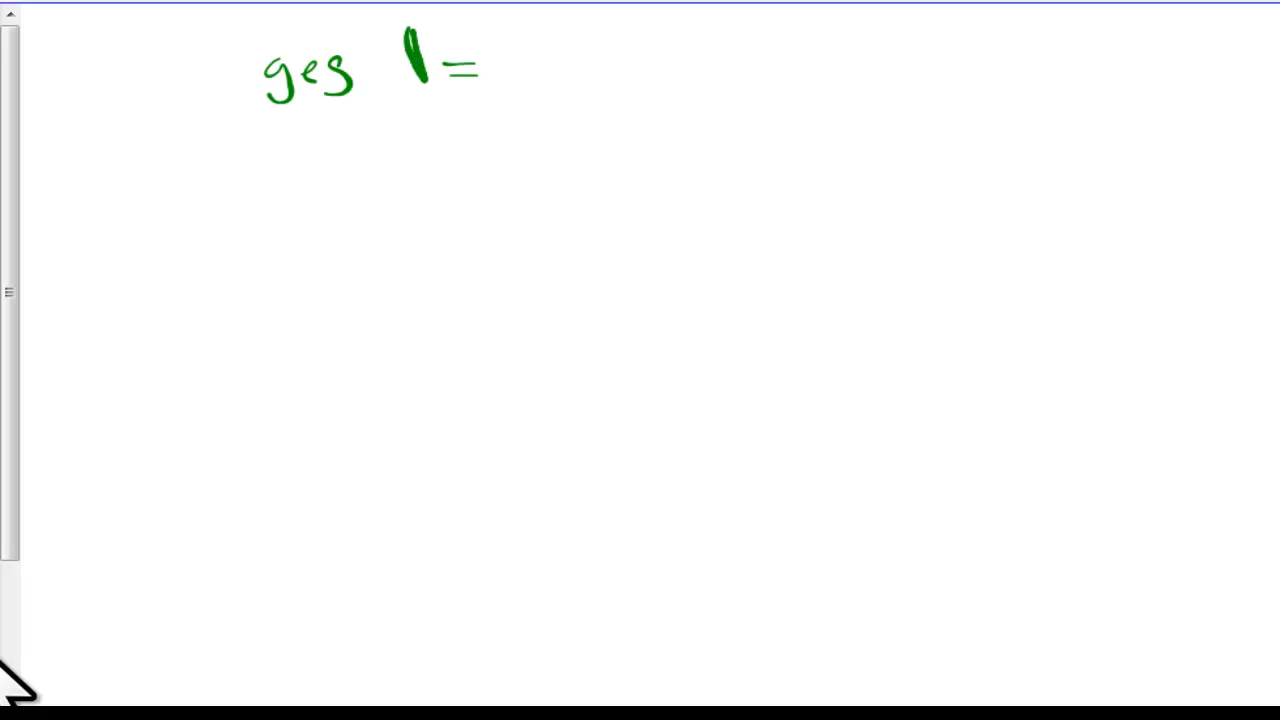 ges =